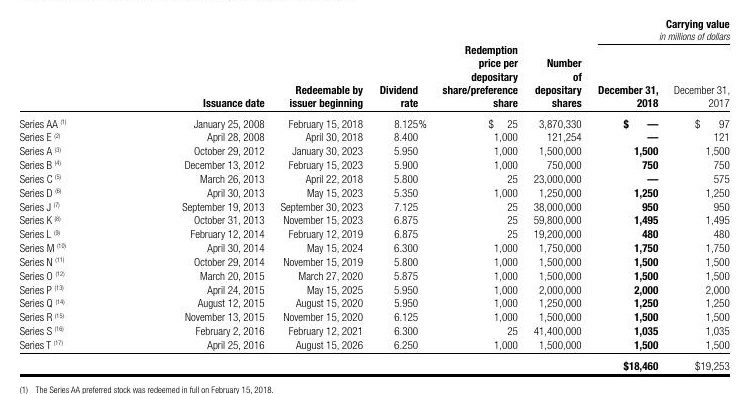 Carrying value
in millions of dollars
Redemption
price per Number
depositary of
Redeemable by Dividend share/preference depositary December 31, December 31,
Issuance date issuer beginning rate share shares 2018 2017
Series AA (1) January 25, 2008 February 15, 2018 8.125% $ 25 3,870,330 $ — $ 97
Series E (2) April 28, 2008 April 30, 2018 8.400 1,000 121,254 — 121
Series A (3) October 29, 2012 January 30, 2023 5.950 1,000 1,500,000 1,500 1,500
Series B (4) December 13, 2012 February 15, 2023 5.900 1,000 750,000 750 750
Series C (5) March 26, 2013 April 22, 2018 5.800 25 23,000,000 — 575
Series D (6) April 30, 2013 May 15, 2023 5.350 1,000 1,250,000 1,250 1,250
Series J (7) September 19, 2013 September 30, 2023 7.125 25 38,000,000 950 950
Series K (8) October 31, 2013 November 15, 2023 6.875 25 59,800,000 1,495 1,495
Series L (9) February 12, 2014 February 12, 2019 6.875 25 19,200,000 480 480
Series M (10) April 30, 2014 May 15, 2024 6.300 1,000 1,750,000 1,750 1,750
Series N (11) October 29, 2014 November 15, 2019 5.800 1,000 1,500,000 1,500 1,500
Series O (12) March 20, 2015 March 27, 2020 5.875 1,000 1,500,000 1,500 1,500
Series P (13) April 24, 2015 May 15, 2025 5.950 1,000 2,000,000 2,000 2,000
Series Q (14) August 12, 2015 August 15, 2020 5.950 1,000 1,250,000 1,250 1,250
Series R (15) November 13, 2015 November 15, 2020 6.125 1,000 1,500,000 1,500 1,500
Series S (16) February 2, 2016 February 12, 2021 6.300 25 41,400,000 1,035 1,035
Series T (17) April 25, 2016 August 15, 2026 6.250 1,000 1,500,000 1,500 1,500
$18,460 $19,253
(1) The Series AA preferred stock was redeemed in full on February 15, 2018.